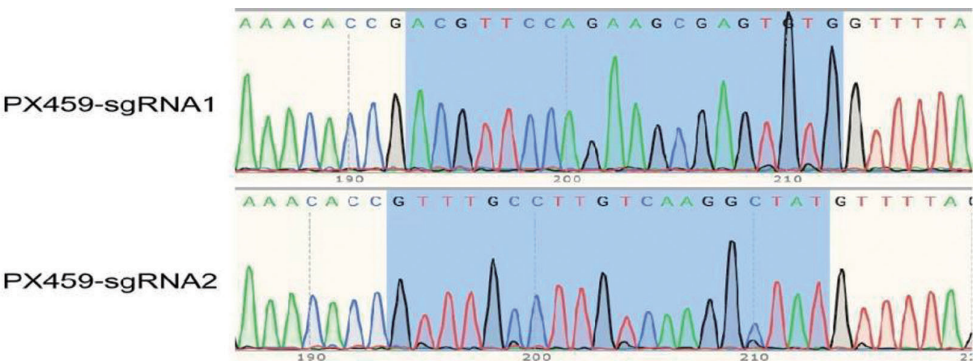 A A A C A C C G A C G T T C C A G A A G C G A G T G T G G T T T T A
PX459-sgRNA1
190 200 210
A A A C A C C G T T T G C C T T G T C A A G G C T A T G T T T T A
PX459-sgRNA2
190 200 210